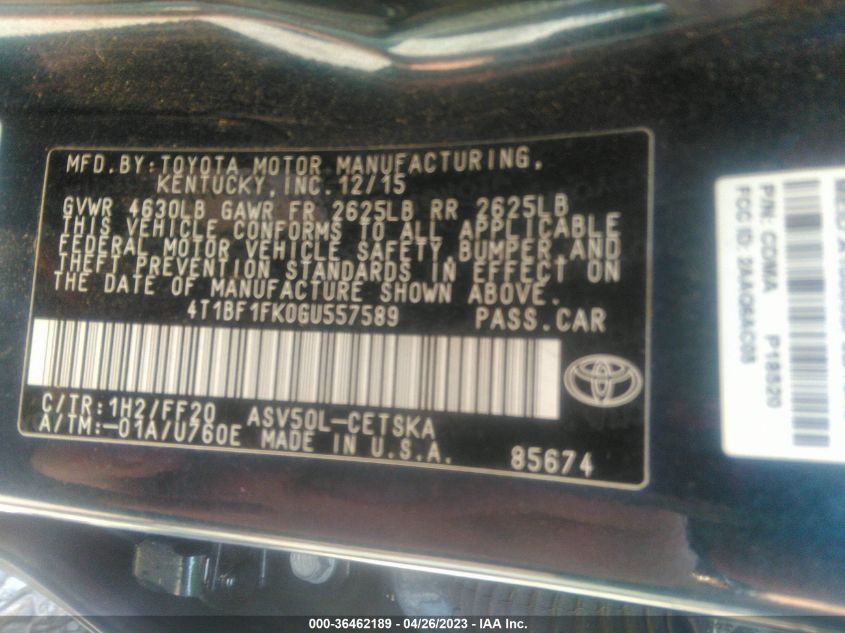 MFD.BY:TOYOTA MOTOR MANUFACTURING,
KENTUCKY, INC. 12/15
GVWR 4630LB GAWR FR 2625LB RR 2625LB
THIS VEHICLE CONFORMS TO ALL APPLICABLE
FEDERAL MOTOR VEHICLE SAFETY, BUMPER, AND
THEFT PREVENTION STANDARDS IN EFFECT ON
THE DATE OF MANUFACTURE SHOWN ABOVE.
4T1BF1FK0GU557589 PASS.CAR
C/TR:1H2/FF20 ASV50L-CETSKA
A/TM:-01A/U760E MADE IN U.S.A. 85674
P/N: CDMA P18520
FCC ID:
000-36462189 - 04/26/2023 - IAA Inc.